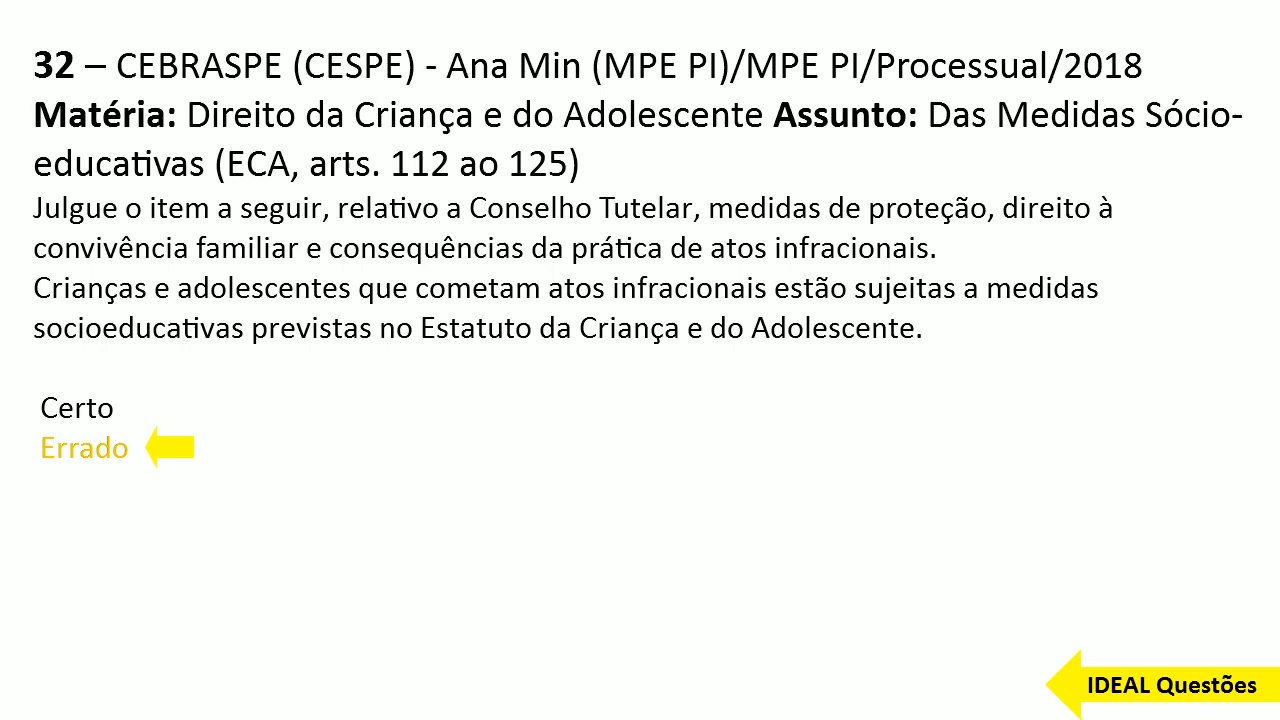 32 – CEBRASPE (CESPE) - Ana Min (MPE PI)/MPE PI/Processual/2018
Matéria: Direito da Criança e do Adolescente Assunto: Das Medidas Sócio-
educativas (ECA, arts. 112 ao 125)
Julgue o item a seguir, relativo a Conselho Tutelar, medidas de proteção, direito à
convivência familiar e consequências da prática de atos infracionais.
Crianças e adolescentes que cometam atos infracionais estão sujeitas a medidas
socioeducativas previstas no Estatuto da Criança e do Adolescente.
Certo
Errado
IDEAL Questões